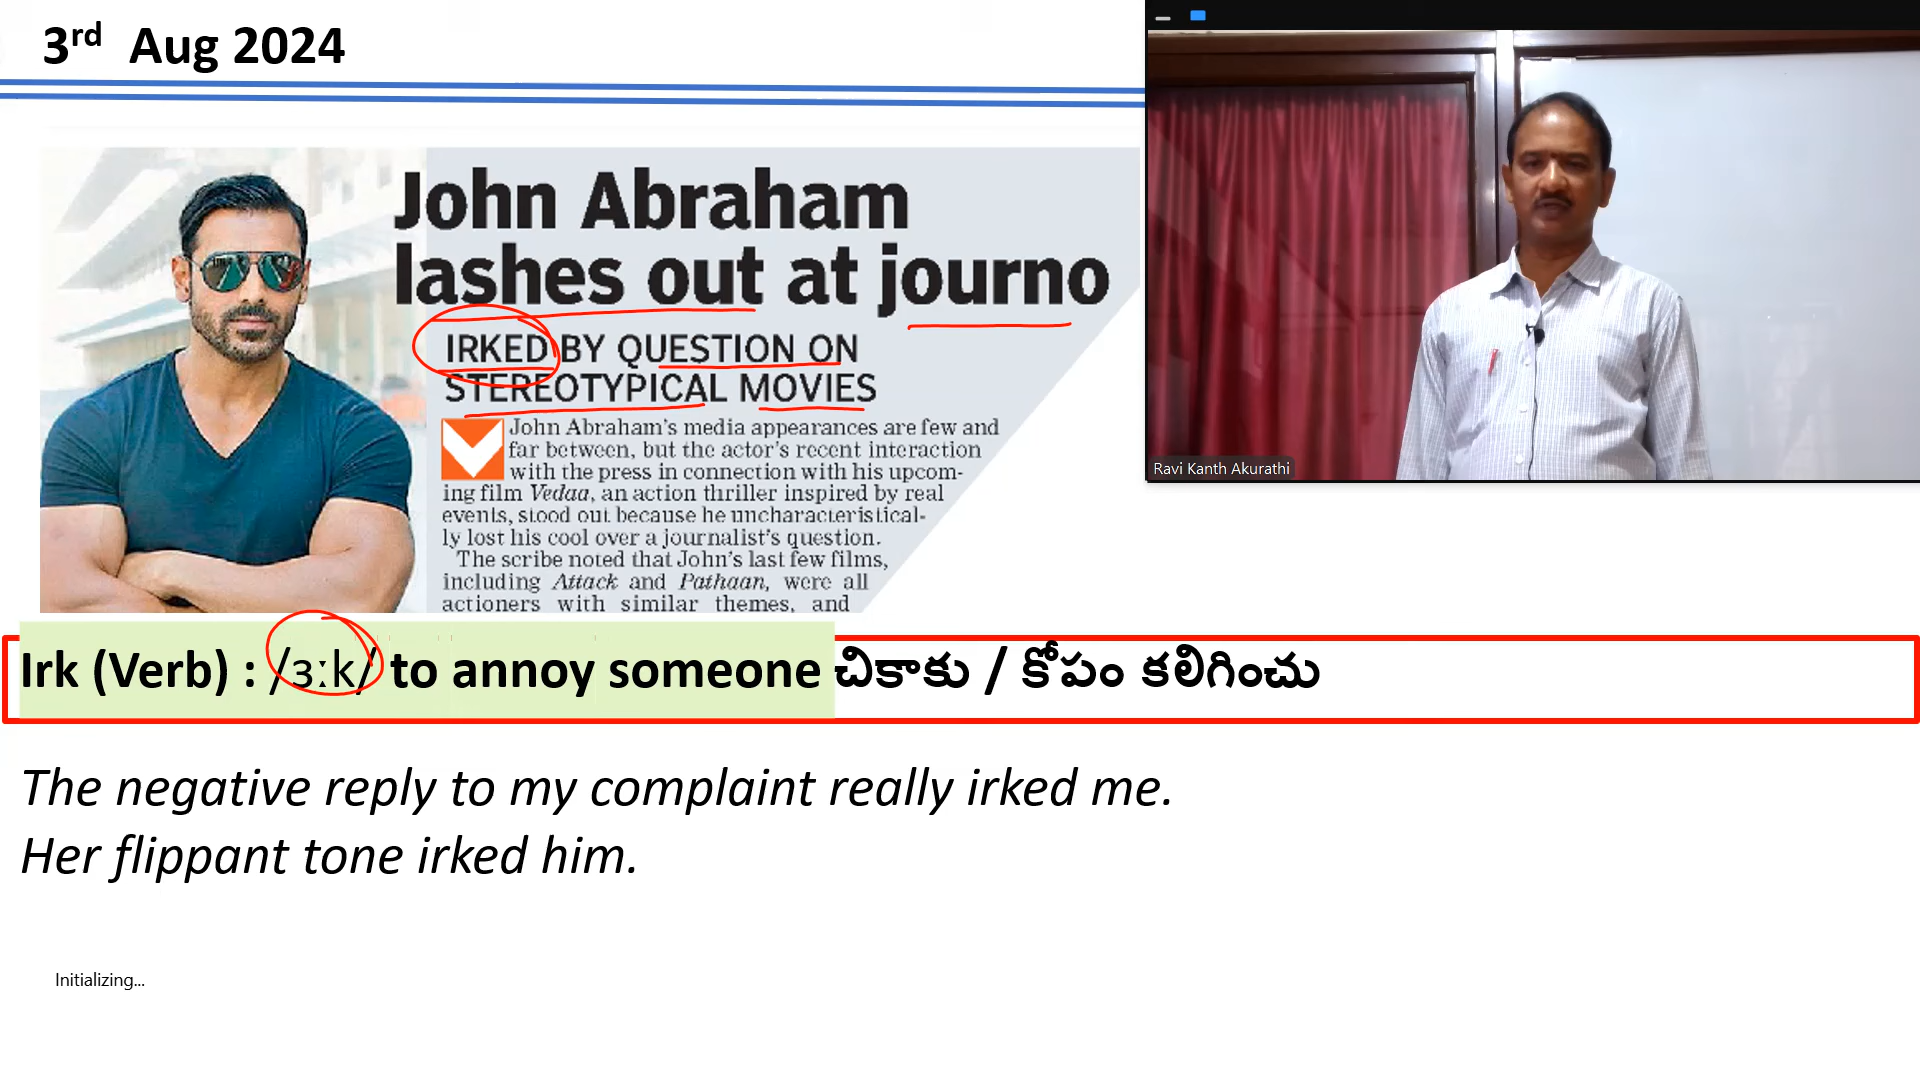 3rd Aug 2024
John Abraham
lashes out at journo
IRKED BY QUESTION ON
STEREOTYPICAL MOVIES
John Abraham's media appearances are few and
far between, but the actor's recent interaction
with the press in connection with his upcom-
ing film Vedaa, an action thriller inspired by real
events, stood out because he uncharacteristical-
ly lost his cool over a journalist's question.
The scribe noted that John's last few films,
including Attack and Pathaan, were all
actioners with similar themes, and
Ravi Kanth Akurathi
Irk (Verb) : /ɜːk/ to annoy someone చికాకు / కోపం కలిగించు
The negative reply to my complaint really irked me.
Her flippant tone irked him.
Initializing...